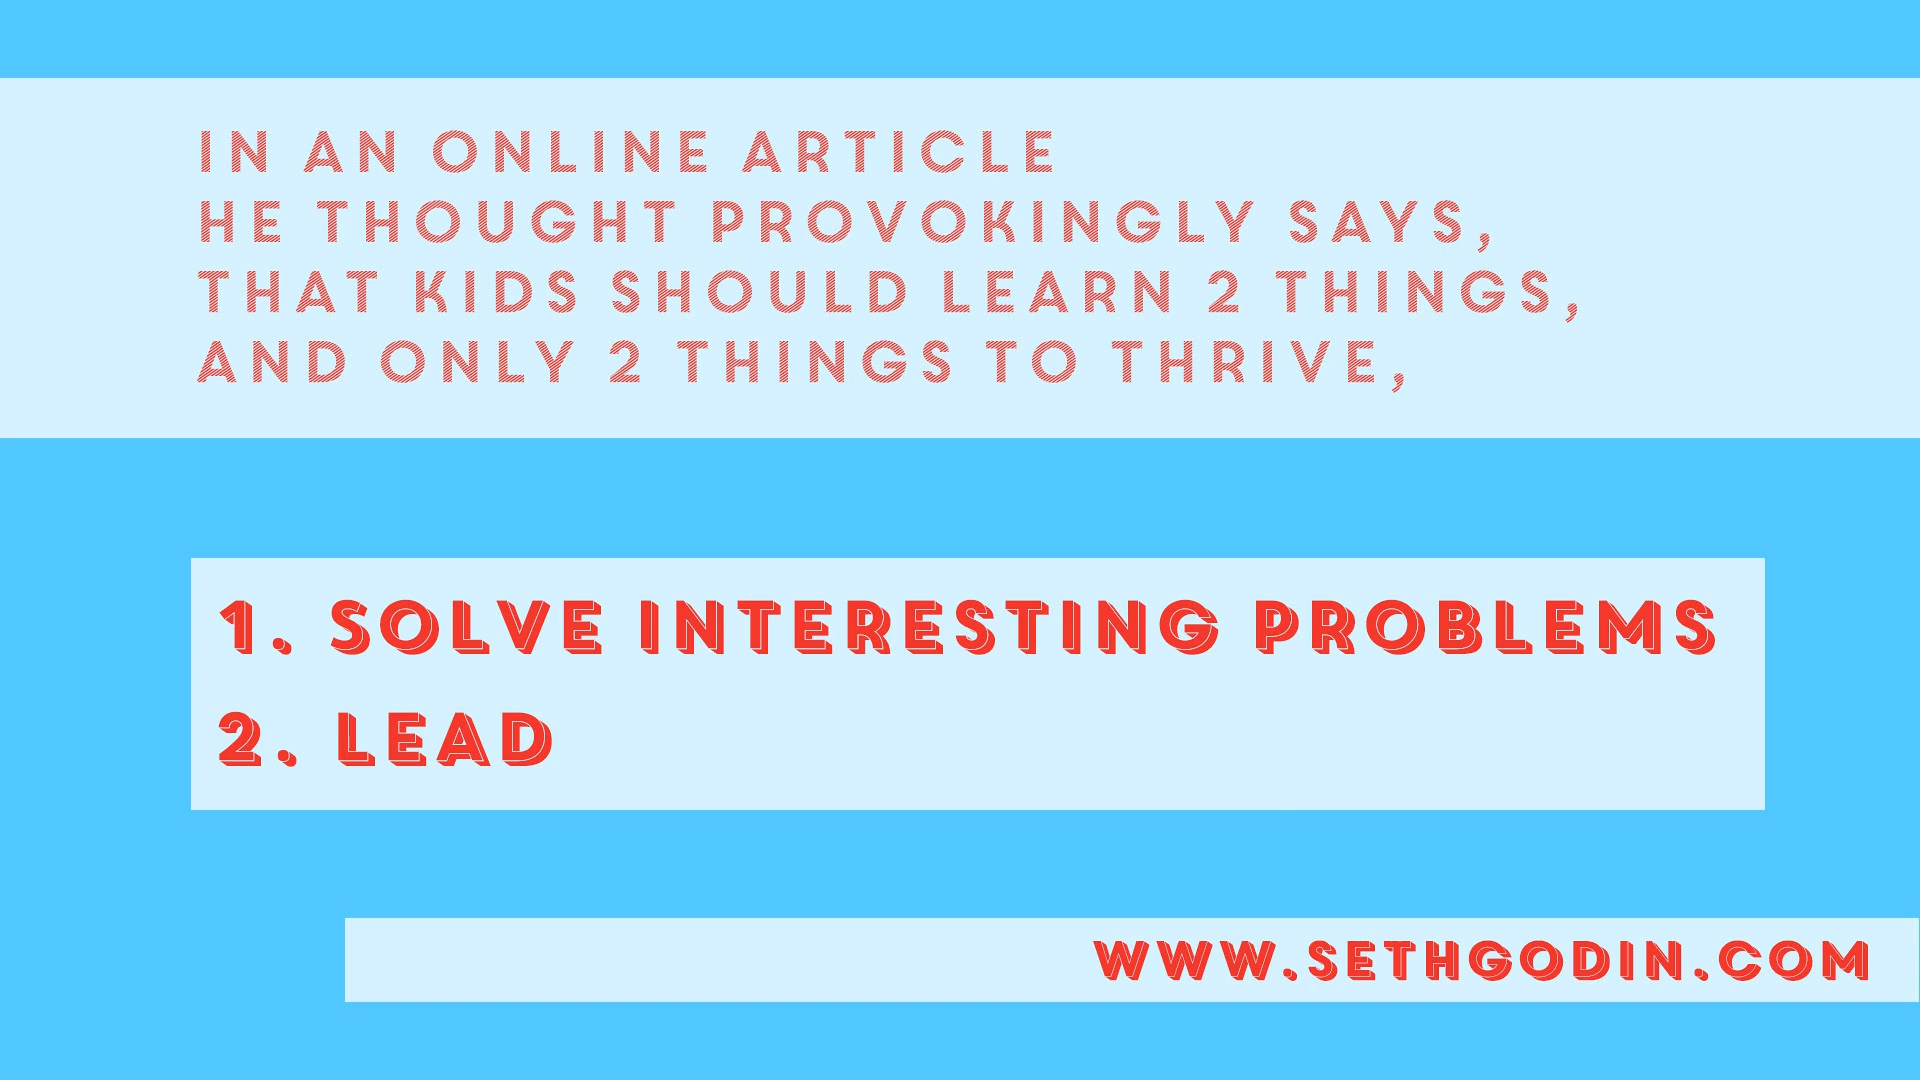 IN AN ONLINE ARTICLE
HE THOUGHT PROVOKINGLY SAYS,
THAT KIDS SHOULD LEARN 2 THINGS,
AND ONLY 2 THINGS TO THRIVE,
1. SOLVE INTERESTING PROBLEMS
2. LEAD
WWW.SETHGODIN.COM